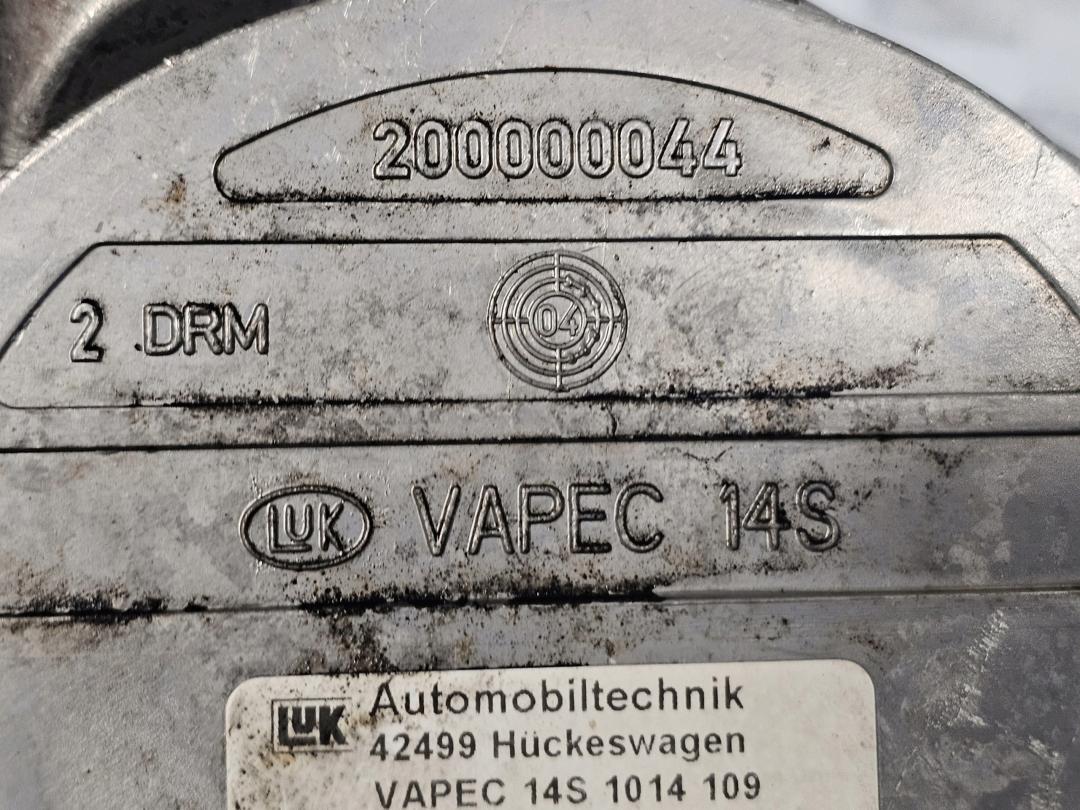 200000044
2 .DRM
04
LUK VAPEC 14S
LUK Automobiltechnik
42499 Hückeswagen
VAPEC 14S 1014 109